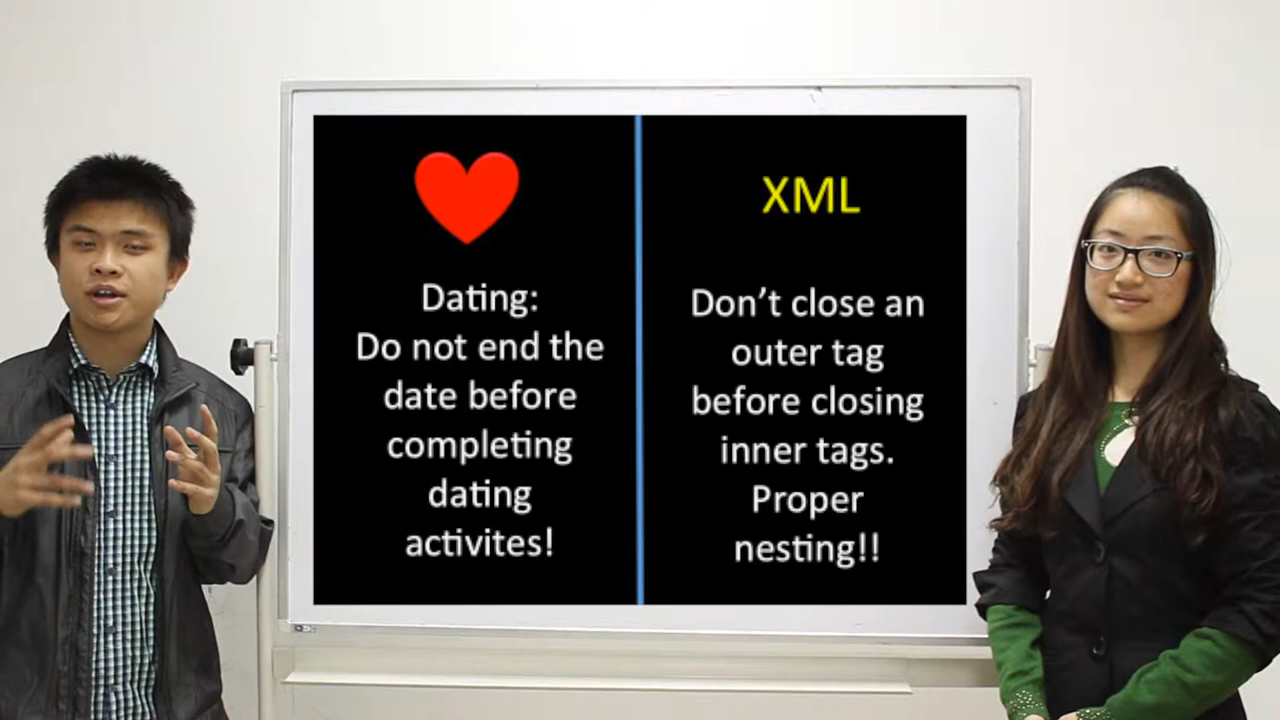 Dating:
Do not end the
date before
completing
dating
activites!
XML
Don’t close an
outer tag
before closing
inner tags.
Proper
nesting!!